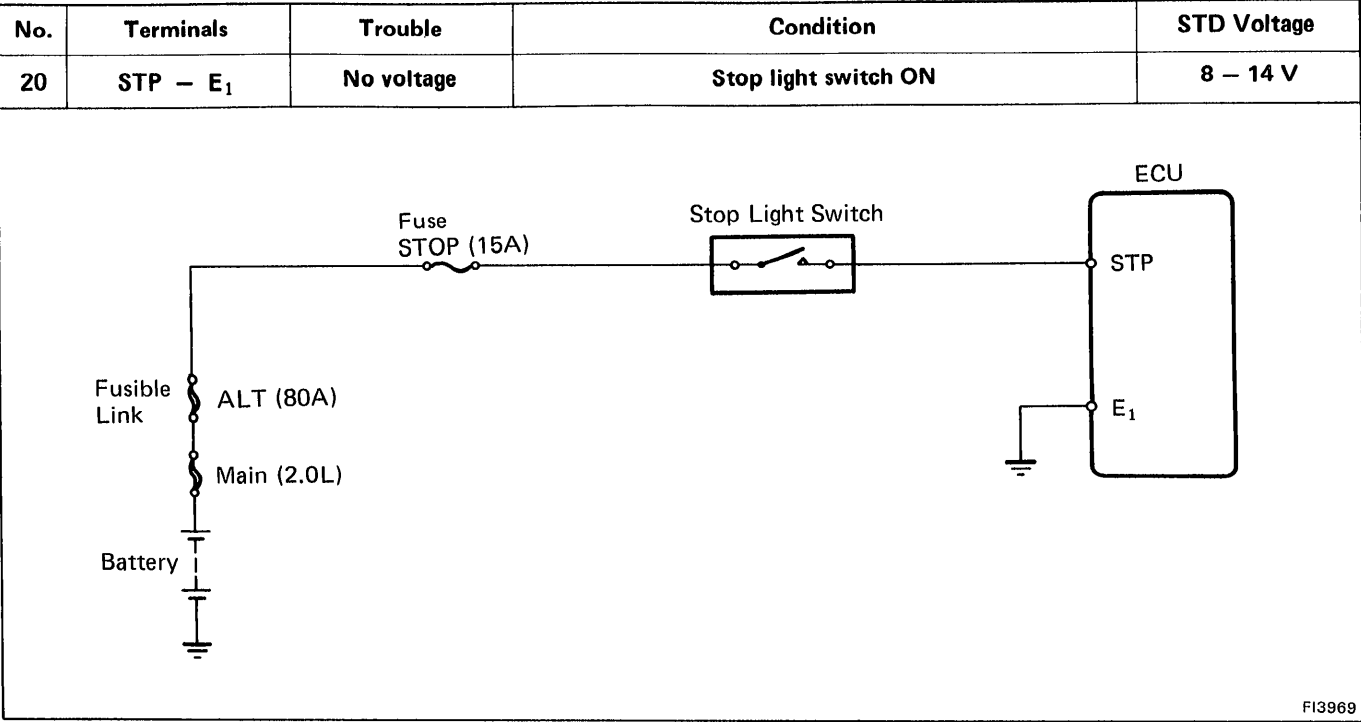 No. Terminals Trouble Condition STD Voltage
20 STP – E₁ No voltage Stop light switch ON 8 – 14 V
ECU
Stop Light Switch
Fuse
STOP (15A)
STP
Fusible
Link
ALT (80A)
E₁
Main (2.0L)
Battery
FI3969